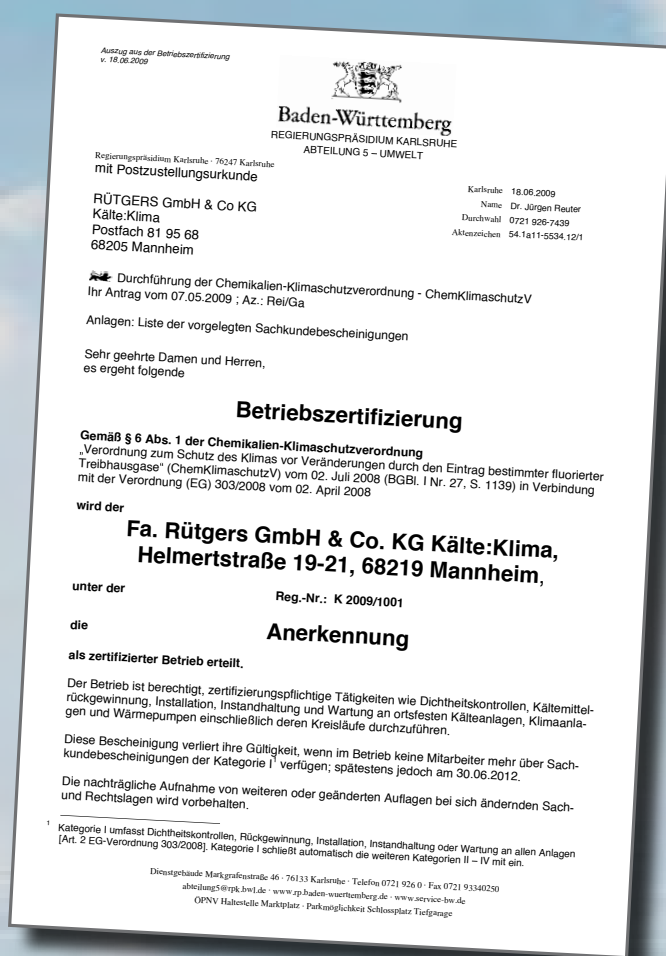 Auszug aus der Betriebszertifizierung
v. 18.06.2009
Baden-Württemberg
REGIERUNGSPRÄSIDIUM KARLSRUHE
ABTEILUNG 5 – UMWELT
Regierungspräsidium Karlsruhe · 76247 Karlsruhe
mit Postzustellungsurkunde
RÜTGERS GmbH & Co KG
Kälte:Klima
Postfach 81 95 68
68205 Mannheim
Karlsruhe 18.06.2009
Name Dr. Jürgen Reuter
Durchwahl 0721 926-7439
Aktenzeichen 54.1a11-5534.12/1
Durchführung der Chemikalien-Klimaschutzverordnung - ChemKlimaschutzV
Ihr Antrag vom 07.05.2009 ; Az.: Rei/Ga
Anlagen: Liste der vorgelegten Sachkundebescheinigungen
Sehr geehrte Damen und Herren,
es ergeht folgende
Betriebszertifizierung
Gemäß § 6 Abs. 1 der Chemikalien-Klimaschutzverordnung
„Verordnung zum Schutz des Klimas vor Veränderungen durch den Eintrag bestimmter fluorierter
Treibhausgase" (ChemKlimaschutzV) vom 02. Juli 2008 (BGBl. I Nr. 27, S. 1139) in Verbindung
mit der Verordnung (EG) 303/2008 vom 02. April 2008
wird der
Fa. Rütgers GmbH & Co. KG Kälte:Klima,
Helmertstraße 19-21, 68219 Mannheim,
unter der
Reg.-Nr.: K 2009/1001
die
Anerkennung
als zertifizierter Betrieb erteilt.
Der Betrieb ist berechtigt, zertifizierungspflichtige Tätigkeiten wie Dichtheitskontrollen, Kältemittel-
rückgewinnung, Installation, Instandhaltung und Wartung an ortsfesten Kälteanlagen, Klimaanla-
gen und Wärmepumpen einschließlich deren Kreisläufe durchzuführen.
Diese Bescheinigung verliert ihre Gültigkeit, wenn im Betrieb keine Mitarbeiter mehr über Sach-
kundebescheinigungen der Kategorie I¹ verfügen; spätestens jedoch am 30.06.2012.
Die nachträgliche Aufnahme von weiteren oder geänderten Auflagen bei sich ändernden Sach-
und Rechtslagen wird vorbehalten.
¹ Kategorie I umfasst Dichtheitskontrollen, Rückgewinnung, Installation, Instandhaltung oder Wartung an allen Anlagen
[Art. 2 EG-Verordnung 303/2008]. Kategorie I schließt automatisch die weiteren Kategorien II – IV mit ein.
Dienstgebäude Markgrafenstraße 46 · 76133 Karlsruhe · Telefon 0721 926 0 · Fax 0721 93340250
abteilung5@rpk.bwl.de · www.rp.baden-wuerttemberg.de · www.service-bw.de
ÖPNV Haltestelle Marktplatz · Parkmöglichkeit Schlossplatz Tiefgarage